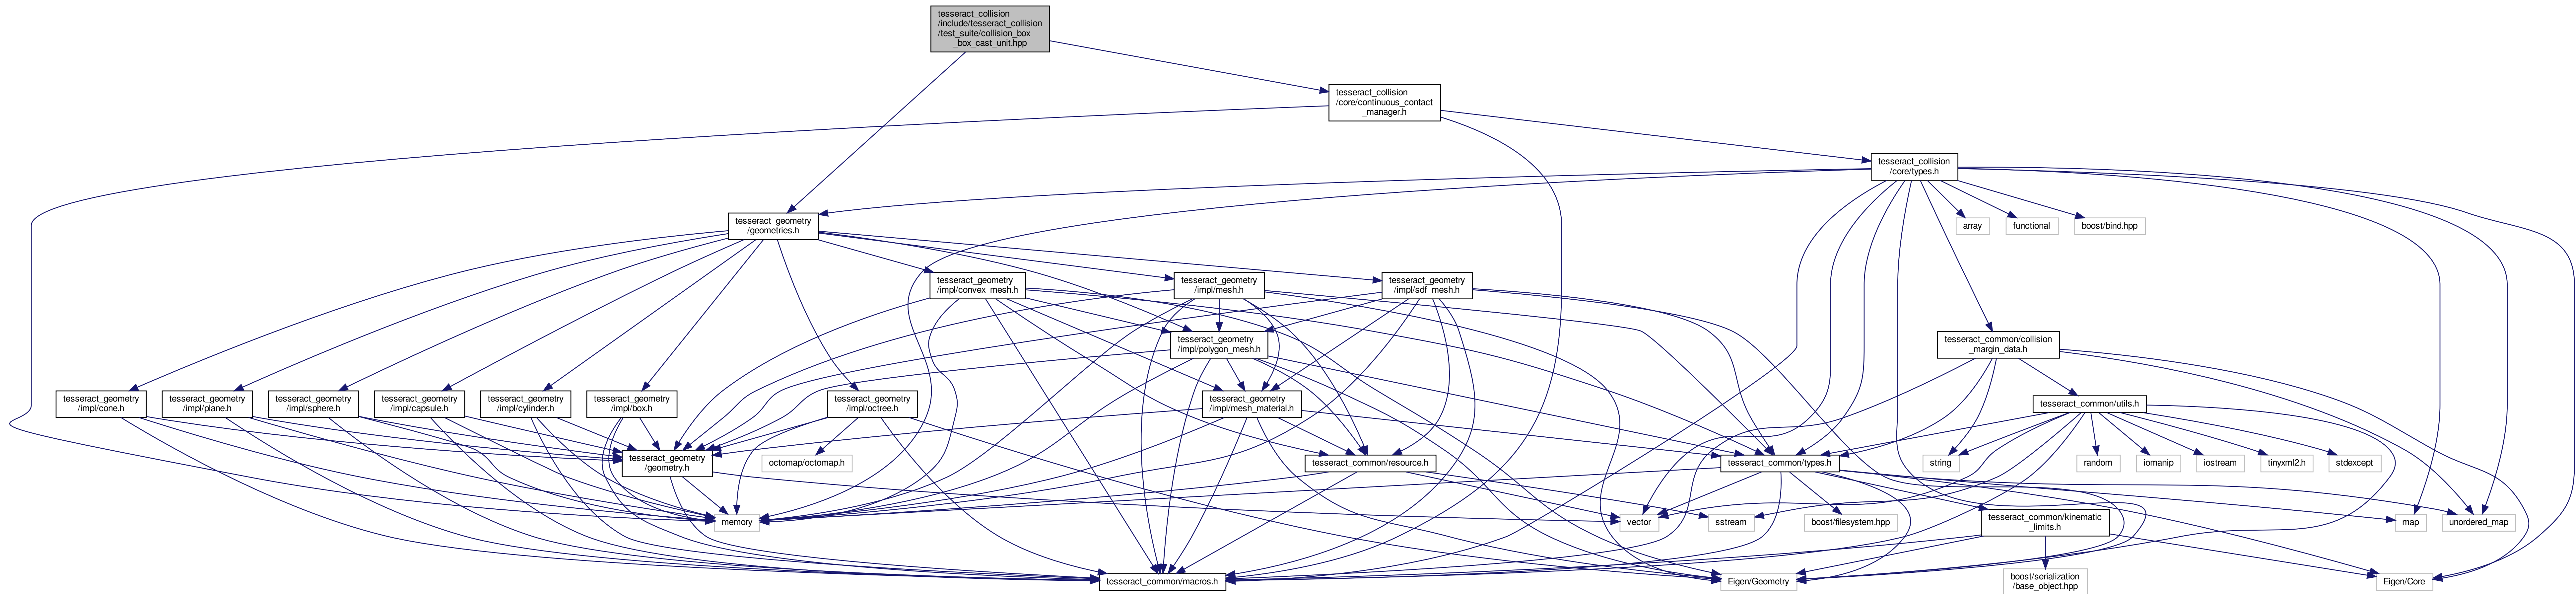 tesseract_collision
/include/tesseract_collision
/test_suite/collision_box
_box_cast_unit.hpp
tesseract_collision
/core/continuous_contact
_manager.h
tesseract_collision
/core/types.h
tesseract_geometry
/geometries.h
array
functional
boost/bind.hpp
tesseract_geometry
/impl/convex_mesh.h
tesseract_geometry
/impl/mesh.h
tesseract_geometry
/impl/sdf_mesh.h
tesseract_geometry
/impl/polygon_mesh.h
tesseract_common/collision
_margin_data.h
tesseract_geometry
/impl/cone.h
tesseract_geometry
/impl/plane.h
tesseract_geometry
/impl/sphere.h
tesseract_geometry
/impl/capsule.h
tesseract_geometry
/impl/cylinder.h
tesseract_geometry
/impl/box.h
tesseract_geometry
/impl/octree.h
tesseract_geometry
/impl/mesh_material.h
tesseract_common/utils.h
tesseract_geometry
/geometry.h
octomap/octomap.h
tesseract_common/resource.h
tesseract_common/types.h
string
random
iomanip
iostream
tinyxml2.h
stdexcept
memory
vector
sstream
boost/filesystem.hpp
tesseract_common/kinematic
_limits.h
map
unordered_map
tesseract_common/macros.h
Eigen/Geometry
boost/serialization
/base_object.hpp
Eigen/Core